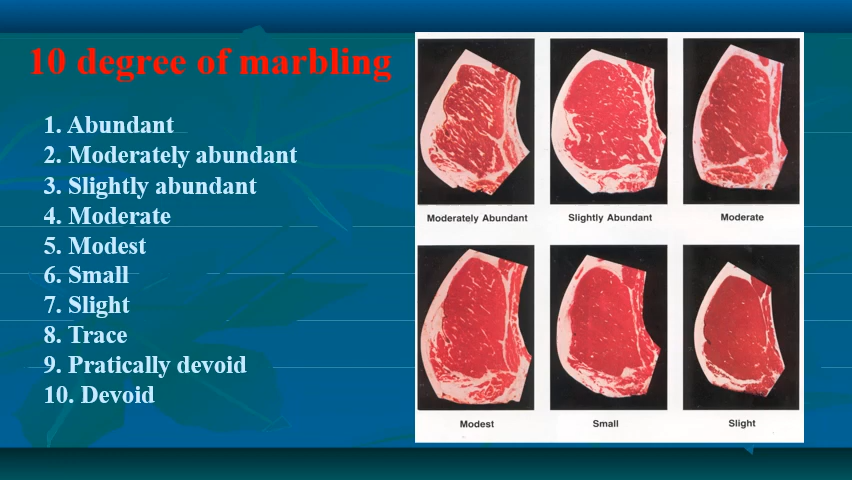 10 degree of marbling
1. Abundant
2. Moderately abundant
3. Slightly abundant
4. Moderate
5. Modest
6. Small
7. Slight
8. Trace
9. Pratically devoid
10. Devoid
Moderately Abundant
Slightly Abundant
Moderate
Modest
Small
Slight